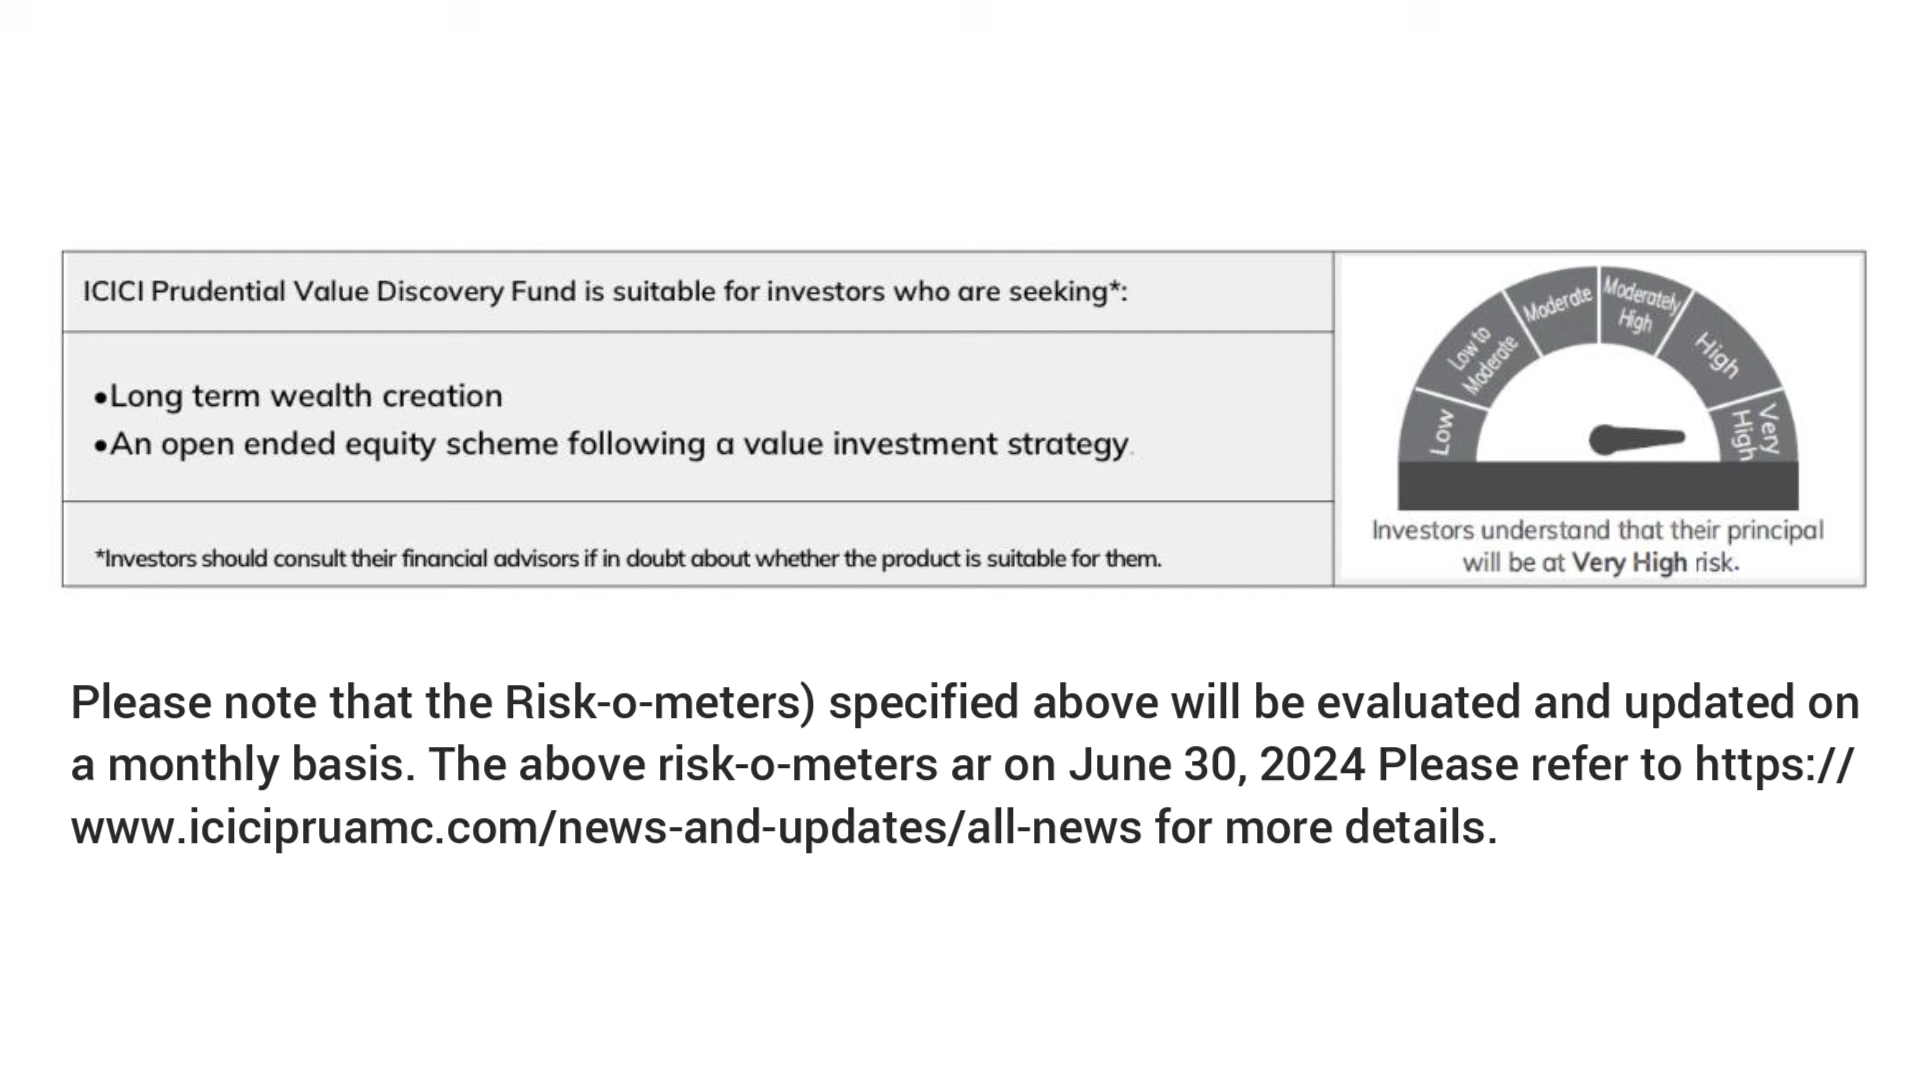 ICICI Prudential Value Discovery Fund is suitable for investors who are seeking*:
•Long term wealth creation
•An open ended equity scheme following a value investment strategy.
*Investors should consult their financial advisors if in doubt about whether the product is suitable for them.
Low
Low to
Moderate
Moderate
Moderately
High
High
Very
High
Investors understand that their principal
will be at Very High risk.
Please note that the Risk-o-meters) specified above will be evaluated and updated on
a monthly basis. The above risk-o-meters ar on June 30, 2024 Please refer to https://
www.icicipruamc.com/news-and-updates/all-news for more details.